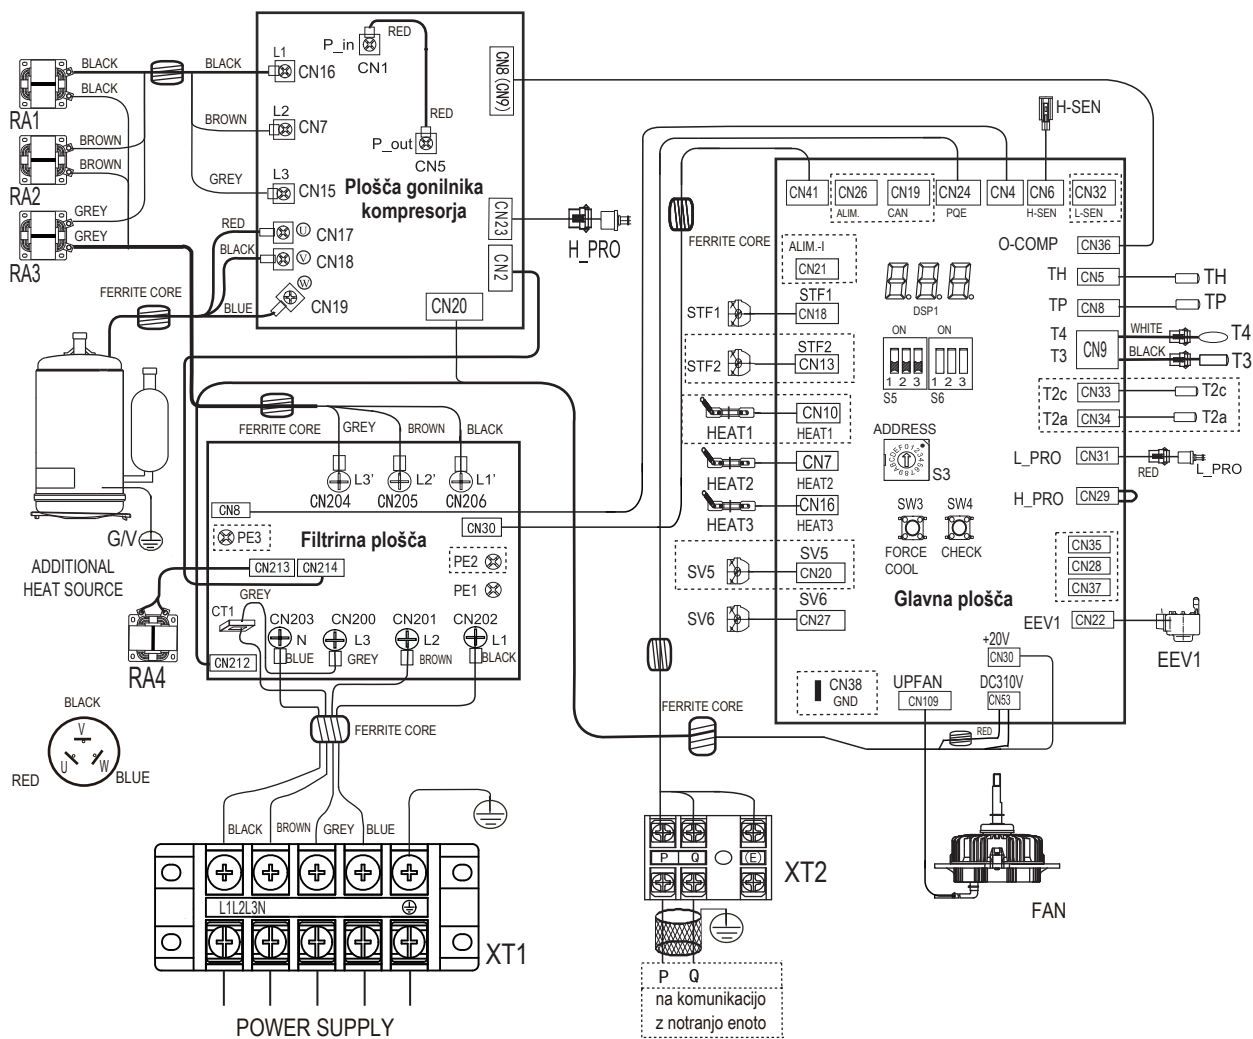 BLACK
BLACK
RA1
BROWN
BROWN
RA2
GREY
GREY
RA3
BLACK
BROWN
GREY
RED
BLACK
BLUE
FERRITE CORE
P_in
CN1
RED
L1
CN16
L2
CN7
RED
P_out
CN5
L3
CN15
Plošča gonilnika
kompresorja
CN8 (CN9)
CN23
CN2
U
CN17
V
CN18
W
CN19
CN20
H_PRO
H-SEN
FERRITE CORE
CN41
CN26
CN19
CN24
CN4
CN6
CN32
ALIM.
CAN
PQE
H-SEN
L-SEN
O-COMP
CN36
ALIM.-I
CN21
DSP1
TH
CN5
TH
TP
CN8
TP
STF1
STF1
CN18
STF2
STF2
CN13
ON
ON
1 2 3
1 2 3
S5
S6
T4
T3
CN9
WHITE
T4
BLACK
T3
T2c
CN33
T2c
T2a
CN34
T2a
HEAT1
CN10
HEAT1
HEAT2
CN7
HEAT2
HEAT3
CN16
HEAT3
ADDRESS
0123456789ABCDEF
S3
L_PRO
CN31
RED
L_PRO
H_PRO
CN29
SW3
SW4
FORCE
COOL
CHECK
CN35
CN28
CN37
SV5
SV5
CN20
SV6
SV6
CN27
Glavna plošča
EEV1
CN22
EEV1
+20V
CN30
CN38
GND
UPFAN
CN109
DC310V
CN53
RED
FERRITE CORE
FAN
FERRITE CORE
GREY
BROWN
BLACK
L3'
L2'
L1'
CN204
CN205
CN206
CN8
CN30
PE3
Filtrirna plošča
PE2
PE1
CN213
CN214
G/V
ADDITIONAL
HEAT SOURCE
GREY
CT1
CN203
CN200
CN201
CN202
N
L3
L2
L1
BLUE
GREY
BROWN
BLACK
CN212
RA4
FERRITE CORE
BLACK
V
U
W
RED
BLUE
BLACK
BROWN
GREY
BLUE
L1L2L3N
XT1
POWER SUPPLY
P
Q
(E)
XT2
P
Q
na komunikacijo
z notranjo enoto